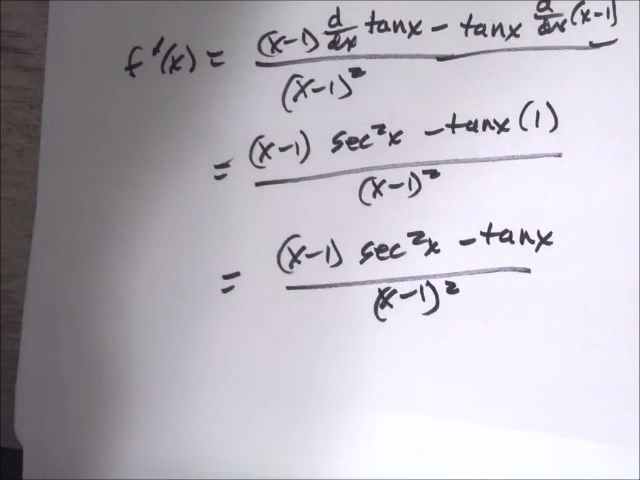 f'(x) = ((x-1) d/dx tanx - tanx d/dx (x-1)) / (x-1)²
= ((x-1) sec²x - tanx (1)) / (x-1)²
= ((x-1) sec²x - tanx) / (x-1)²